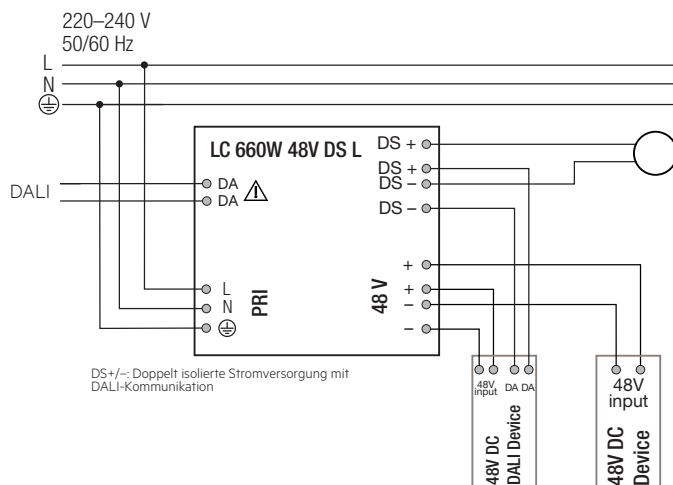 220–240 V
50/60 Hz
L
N
LC 660W 48V DS L
DS +
DS +
DS –
DS –
DALI
DA
DA
+
+
–
–
48 V
L
N
PRI
DS+/–: Doppelt isolierte Stromversorgung mit
DALI-Kommunikation
48V
input
DA DA
48V DC
DALI Device
48V
input
48V DC
Device